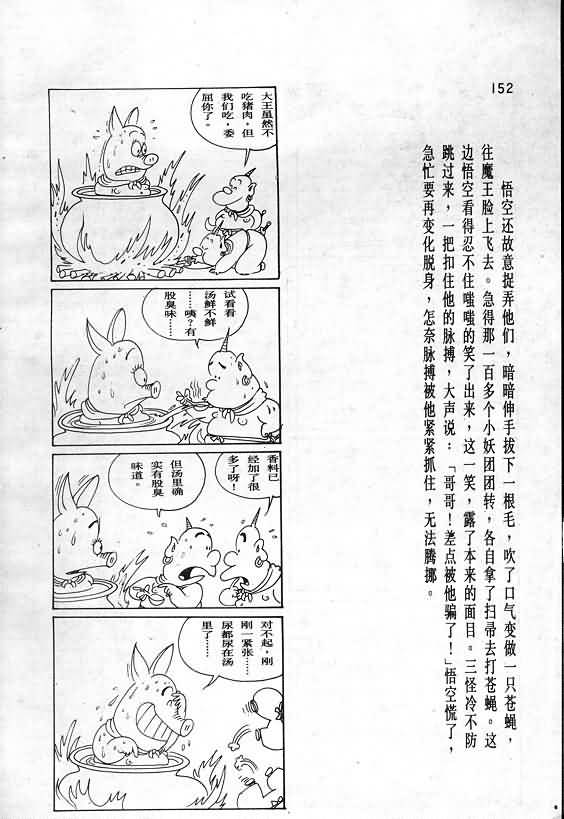 152
悟空还故意捉弄他们，暗暗伸手拔下一根毛，吹了口气变做一只苍蝇，
往魔王脸上飞去。急得那一百多个小妖团团转，各自拿了扫帚去打苍蝇。这
边悟空看得忍不住嗤嗤的笑了出来，这一笑，露了本来的面目。三怪冷不防
跳过来，一把扣住他的脉搏，大声说：「哥哥！差点被他骗了！」悟空慌了，
急忙要再变化脱身，怎奈脉搏被他紧紧抓住，无法腾挪。
大王虽然不
吃猪肉，但
我们吃，委
屈你了。
试看看
汤鲜不鲜
……咦？有
股臭味……
香料已
经加了很
多了呀！
但汤里确
实有股臭
味道。
对不起，刚
刚一紧张……
尿都尿在汤
里了……